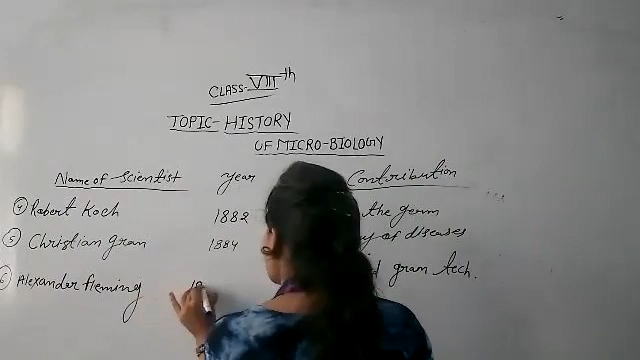 CLASS-VIIIth
TOPIC- HISTORY
OF MICRO-BIOLOGY
Name of Scientist year Contribution
④ Robert Koch 1882 the germ
⑤ Christian gram 1884 y of diseases
⑥ Alexander fleming 19 gram tech.